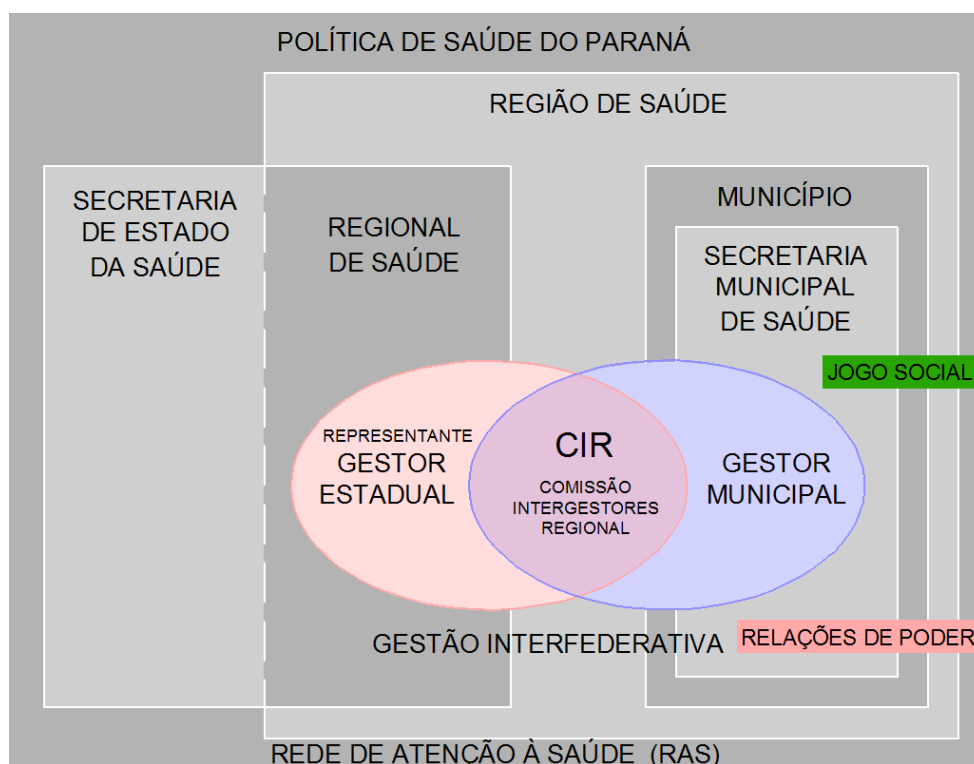 POLÍTICA DE SAÚDE DO PARANÁ
REGIÃO DE SAÚDE
SECRETARIA
DE ESTADO
DA SAÚDE
REGIONAL
DE SAÚDE
MUNICÍPIO
SECRETARIA
MUNICIPAL
DE SAÚDE
JOGO SOCIAL
REPRESENTANTE
GESTOR
ESTADUAL
CIR
COMISSÃO
INTERGESTORES
REGIONAL
GESTOR
MUNICIPAL
GESTÃO INTERFEDERATIVA
RELAÇÕES DE PODER
REDE DE ATENÇÃO À SAÚDE (RAS)